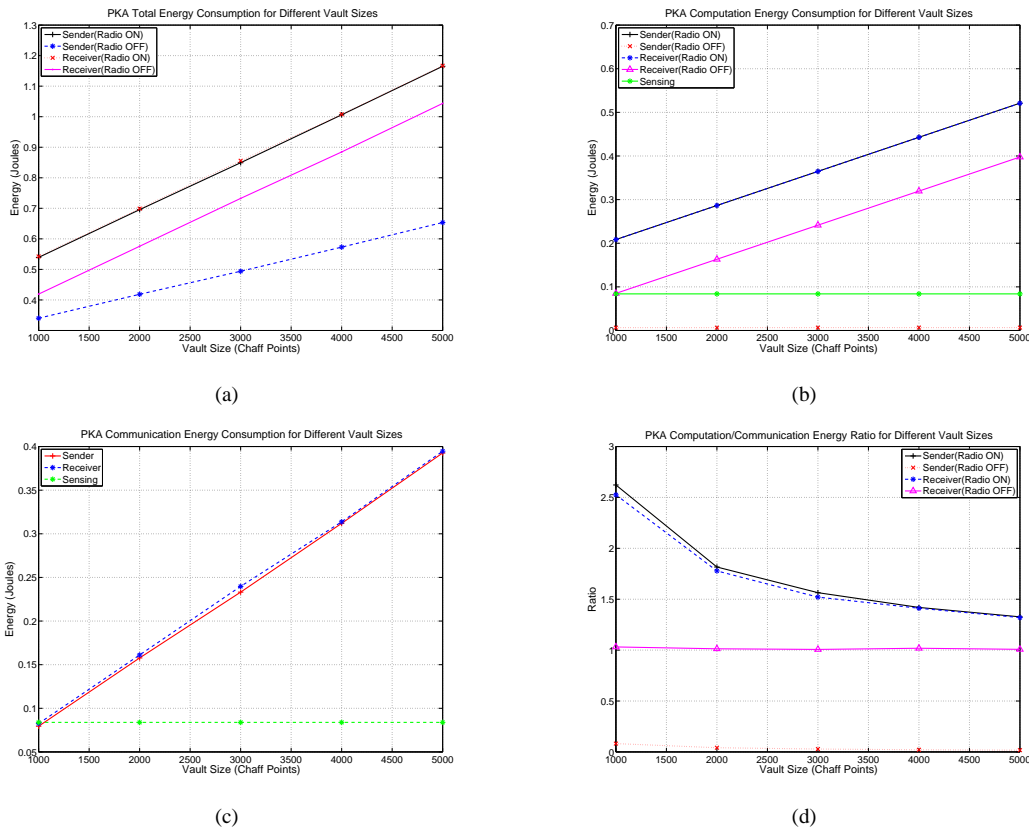 PKA Total Energy Consumption for Different Vault Sizes
1.3
1.2
1.1
1
0.9
0.8
0.7
0.6
0.5
0.4
Energy (Joules)
Sender(Radio ON)
Sender(Radio OFF)
Receiver(Radio ON)
Receiver(Radio OFF)
1000 1500 2000 2500 3000 3500 4000 4500 5000
Vault Size (Chaff Points)
(a)
PKA Computation Energy Consumption for Different Vault Sizes
0.7
0.6
0.5
0.4
0.3
0.2
0.1
0
Energy (Joules)
Sender(Radio ON)
Sender(Radio OFF)
Receiver(Radio ON)
Receiver(Radio OFF)
Sensing
1000 1500 2000 2500 3000 3500 4000 4500 5000
Vault Size (Chaff Points)
(b)
PKA Communication Energy Consumption for Different Vault Sizes
0.4
0.35
0.3
0.25
0.2
0.15
0.1
0.05
Energy (Joules)
Sender
Receiver
Sensing
1000 1500 2000 2500 3000 3500 4000 4500 5000
Vault Size (Chaff Points)
(c)
PKA Computation/Communication Energy Ratio for Different Vault Sizes
3
2.5
2
1.5
1
0.5
0
Ratio
Sender(Radio ON)
Sender(Radio OFF)
Receiver(Radio ON)
Receiver(Radio OFF)
1000 1500 2000 2500 3000 3500 4000 4500 5000
Vault Size (Chaff Points)
(d)